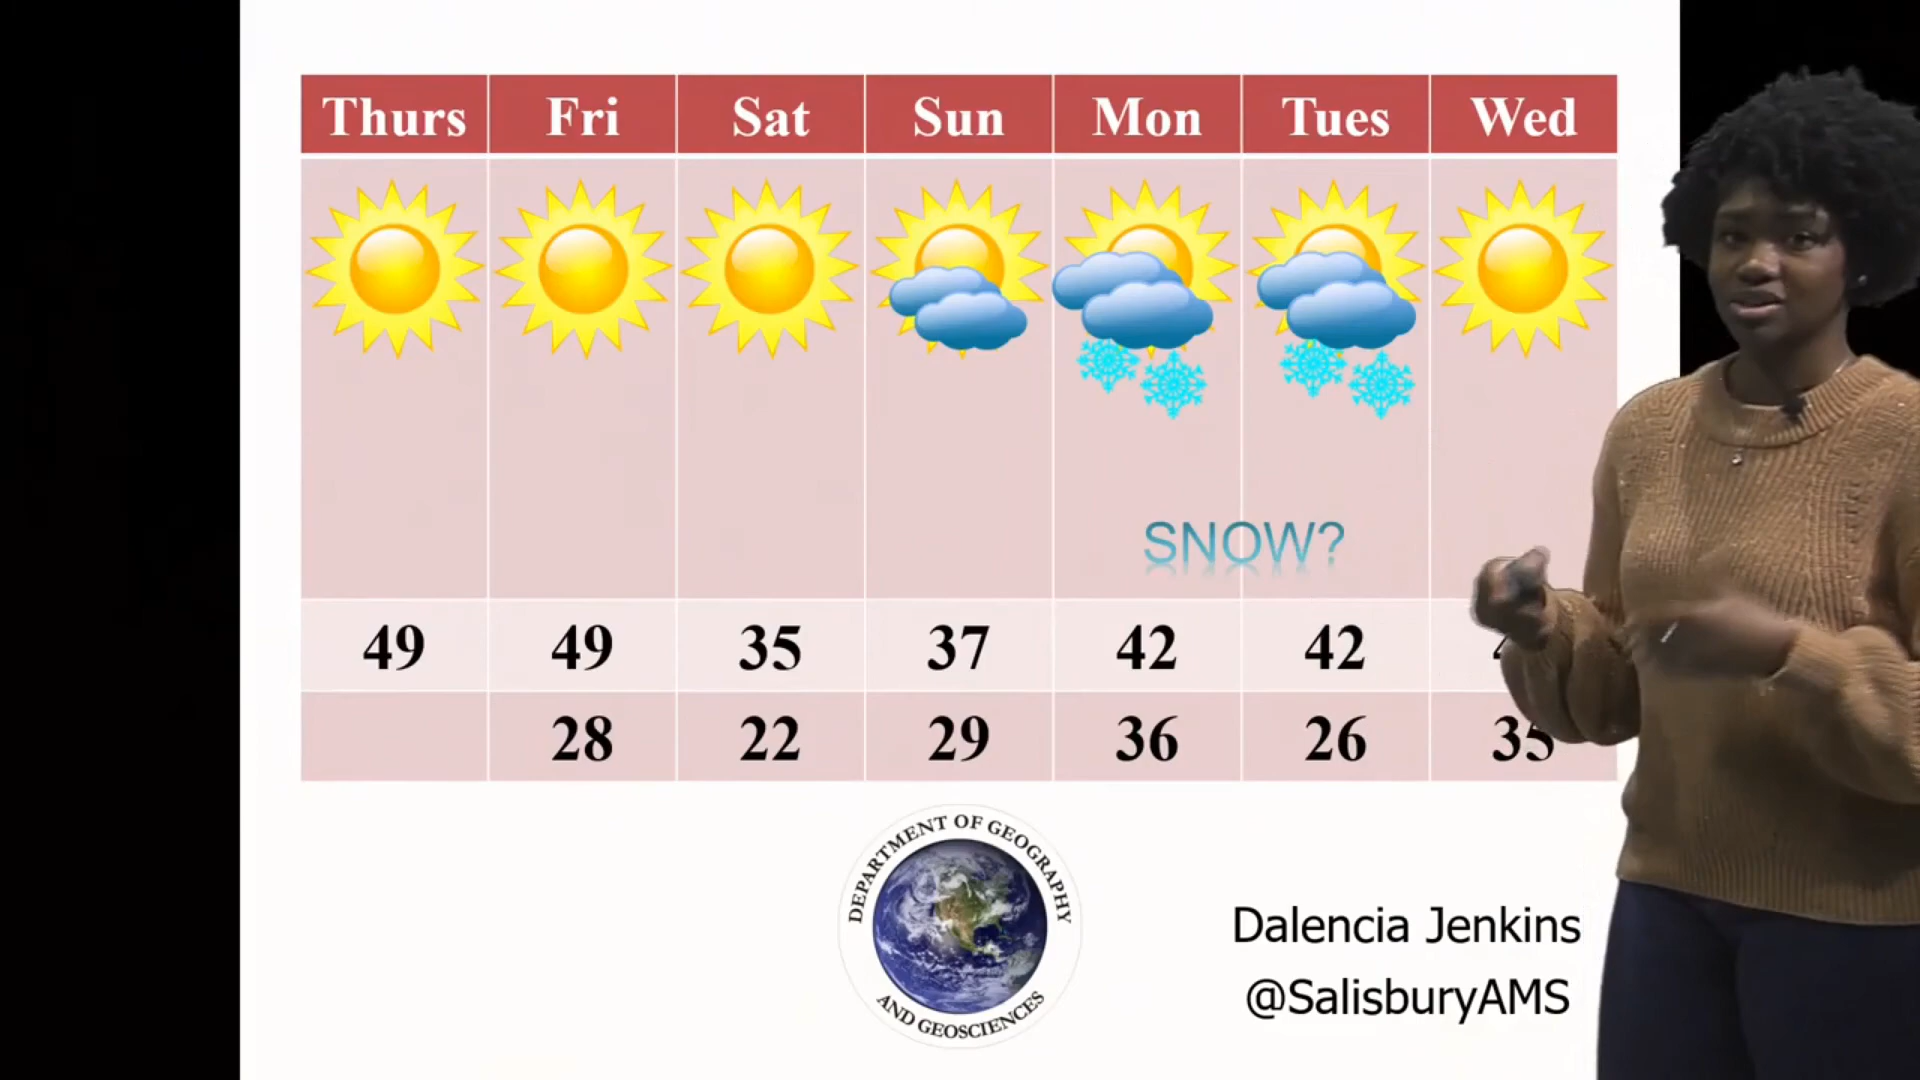 Thurs Fri Sat Sun Mon Tues Wed
SNOW?
49 49 35 37 42 42
28 22 29 36 26 35
DEPARTMENT OF GEOGRAPHY
AND GEOSCIENCES
Dalencia Jenkins
@SalisburyAMS